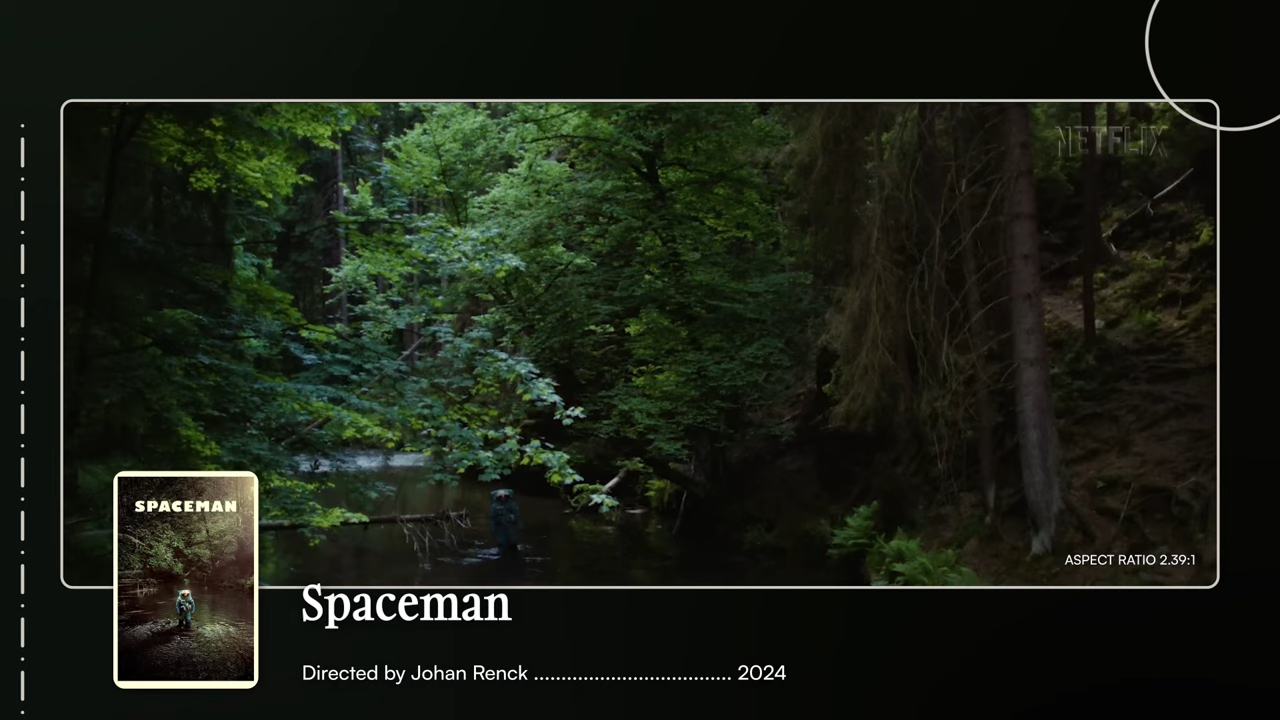 NETFLIX
ASPECT RATIO 2.39:1
SPACEMAN
Spaceman
Directed by Johan Renck ................................... 2024